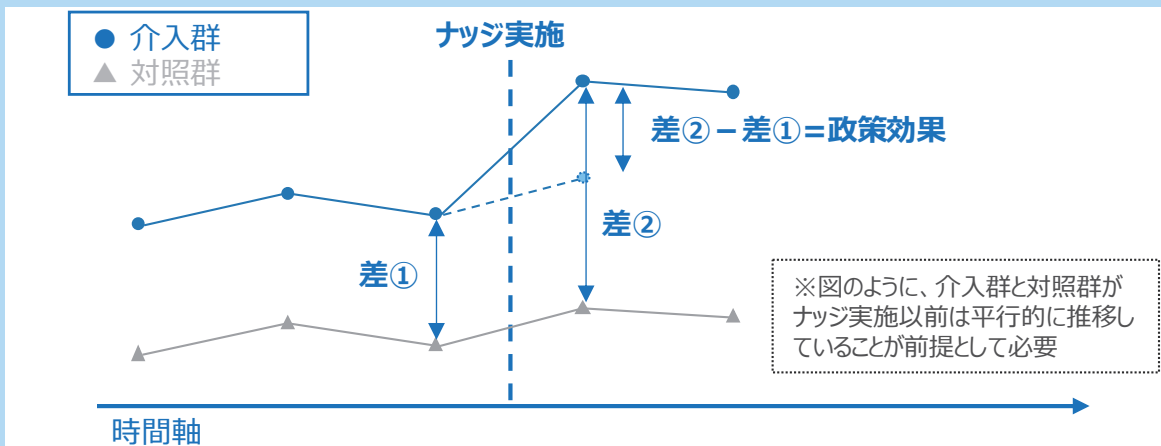 ● 介入群
▲ 対照群
ナッジ実施
差②－差①＝政策効果
差②
差①
※図のように、介入群と対照群が
ナッジ実施以前は平行的に推移し
ていることが前提として必要
時間軸